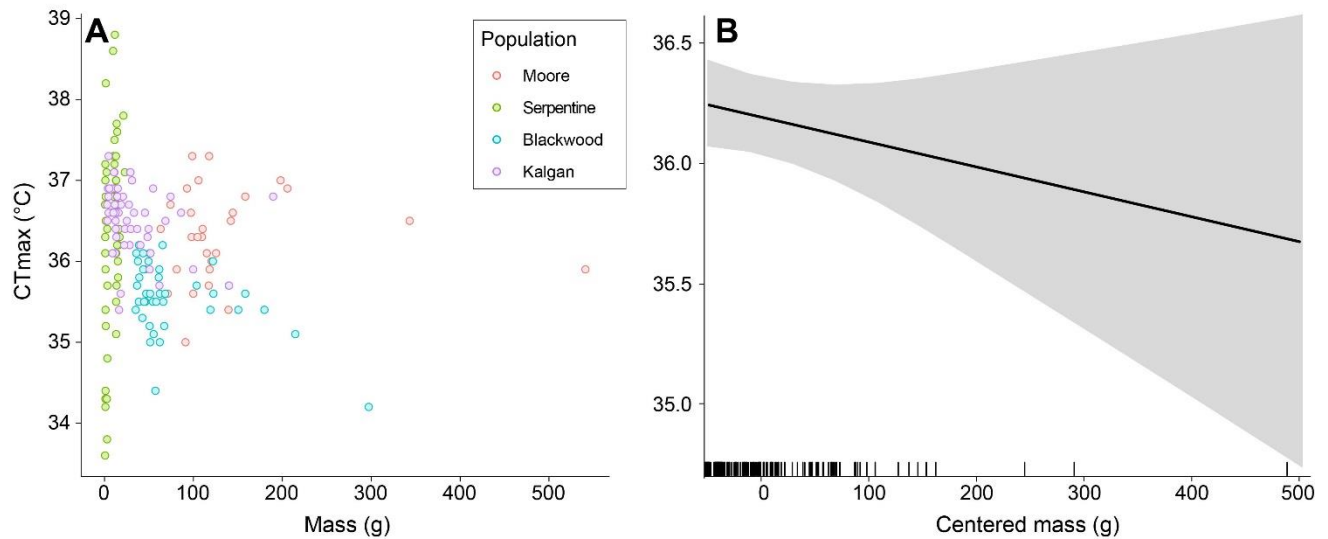 A
39
38
37
36
35
34
CTmax (°C)
0 100 200 300 400 500
Mass (g)
Population
Moore
Serpentine
Blackwood
Kalgan
B
36.5
36.0
35.5
35.0
0 100 200 300 400 500
Centered mass (g)